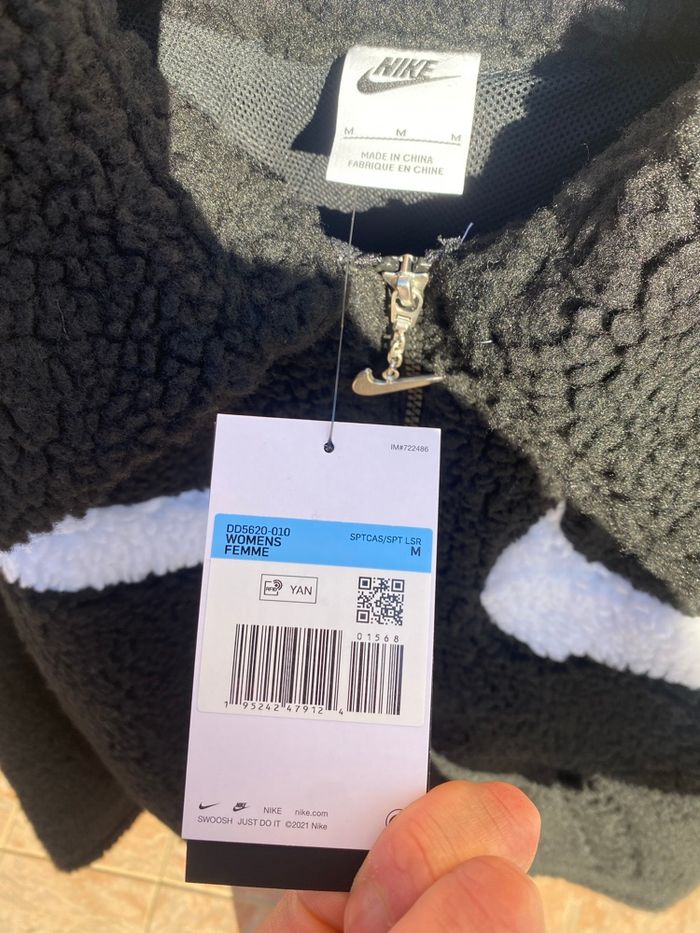 NIKE
M M M
MADE IN CHINA
FABRIQUE EN CHINE
IM#722486
DD5620-010
WOMENS
FEMME
SPTCAS/SPT LSR
M
RFID YAN
01568
1 95242 47912 4
NIKE nike.com
SWOOSH JUST DO IT ©2021 Nike